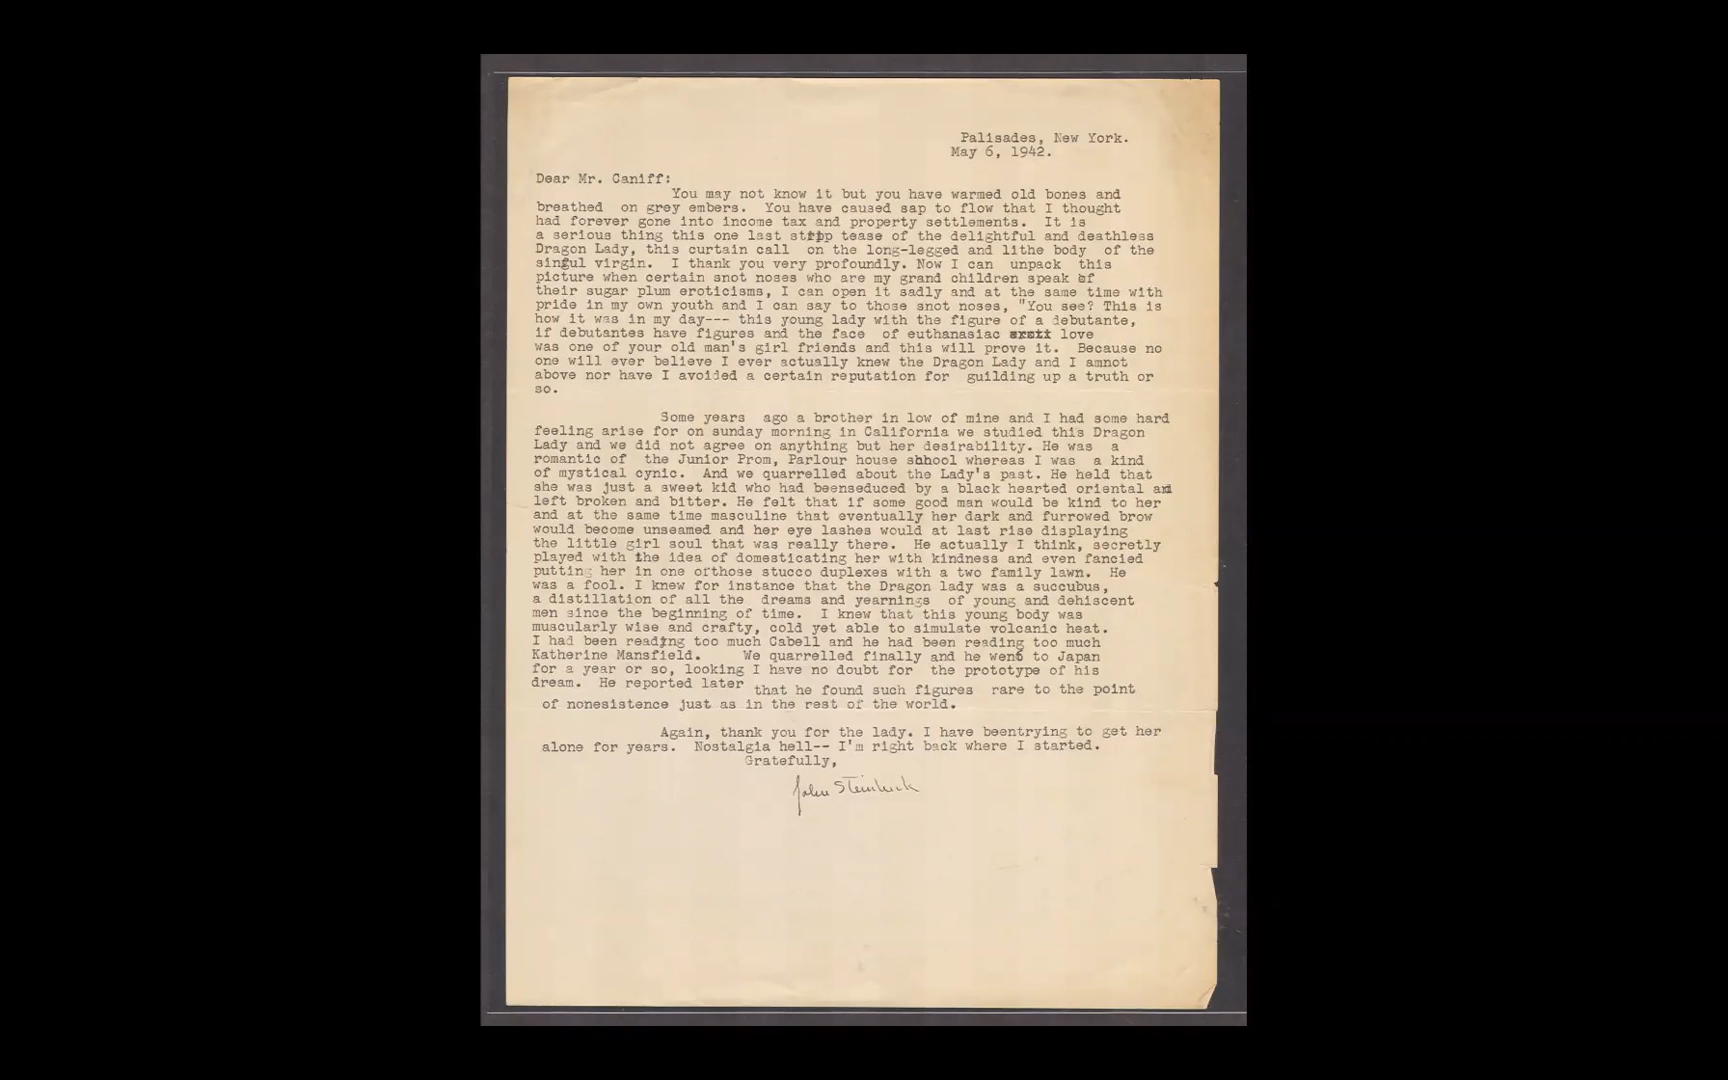 Palisades, New York.
May 6, 1942.
Dear Mr. Caniff:
You may not know it but you have warmed old bones and
breathed on grey embers. You have caused sap to flow that I thought
had forever gone into income tax and property settlements. It is
a serious thing this one last strip tease of the delightful and deathless
Dragon Lady, this curtain call on the long-legged and lithe body of the
sinful virgin. I thank you very profoundly. Now I can unpack this
picture when certain snot noses who are my grand children speak of
their sugar plum eroticisms, I can open it sadly and at the same time with
pride in my own youth and I can say to those snot noses, "You see? This is
how it was in my day--- this young lady with the figure of a debutante,
if debutantes have figures and the face of euthanasiac love
was one of your old man's girl friends and this will prove it. Because no
one will ever believe I ever actually knew the Dragon Lady and I amnot
above nor have I avoided a certain reputation for guilding up a truth or
so.
Some years ago a brother in low of mine and I had some hard
feeling arise for on sunday morning in California we studied this Dragon
Lady and we did not agree on anything but her desirability. He was a
romantic of the Junior Prom, Parlour house shhool whereas I was a kind
of mystical cynic. And we quarrelled about the Lady's past. He held that
she was just a sweet kid who had beenseduced by a black hearted oriental and
left broken and bitter. He felt that if some good man would be kind to her
and at the same time masculine that eventually her dark and furrowed brow
would become unseamed and her eye lashes would at last rise displaying
the little girl soul that was really there. He actually I think, secretly
played with the idea of domesticating her with kindness and even fancied
putting her in one orthose stucco duplexes with a two family lawn. He
was a fool. I knew for instance that the Dragon lady was a succubus,
a distillation of all the dreams and yearnings of young and dehiscent
men since the beginning of time. I knew that this young body was
muscularly wise and crafty, cold yet able to simulate volcanic heat.
I had been reading too much Cabell and he had been reading too much
Katherine Mansfield. We quarrelled finally and he went to Japan
for a year or so, looking I have no doubt for the prototype of his
dream. He reported later that he found such figures rare to the point
of nonesistence just as in the rest of the world.
Again, thank you for the lady. I have beentrying to get her
alone for years. Nostalgia hell-- I'm right back where I started.
Gratefully,
John Steinbeck